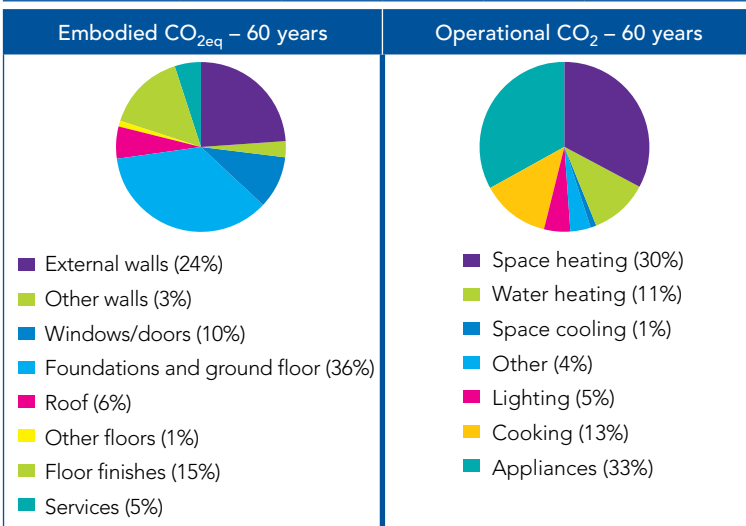 Embodied CO2eq – 60 years
Operational CO2 – 60 years
External walls (24%)
Other walls (3%)
Windows/doors (10%)
Foundations and ground floor (36%)
Roof (6%)
Other floors (1%)
Floor finishes (15%)
Services (5%)
Space heating (30%)
Water heating (11%)
Space cooling (1%)
Other (4%)
Lighting (5%)
Cooking (13%)
Appliances (33%)